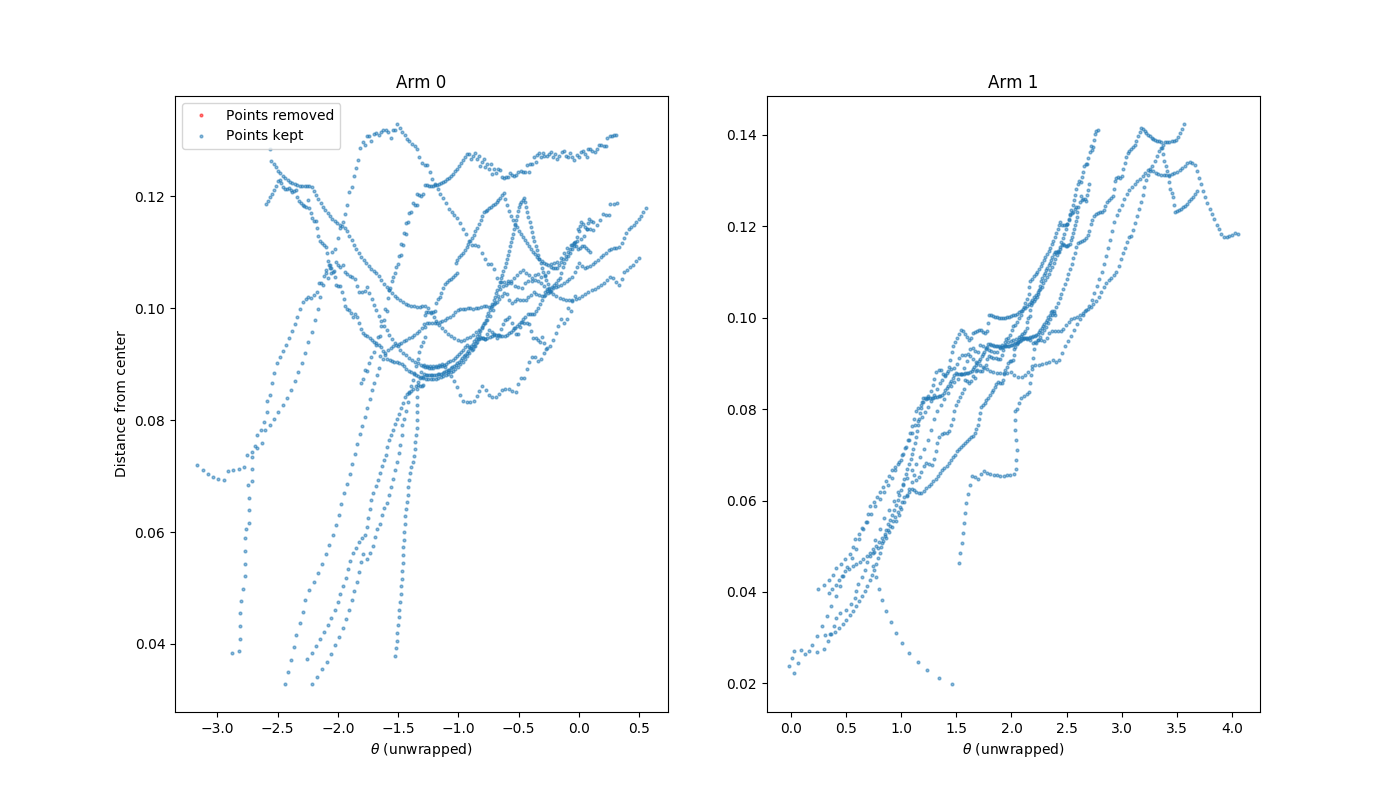 Arm 0
Points removed
Points kept
Distance from center
0.12
0.10
0.08
0.06
0.04
−3.0 −2.5 −2.0 −1.5 −1.0 −0.5 0.0 0.5
θ (unwrapped)
Arm 1
0.14
0.12
0.10
0.08
0.06
0.04
0.02
0.0 0.5 1.0 1.5 2.0 2.5 3.0 3.5 4.0
θ (unwrapped)